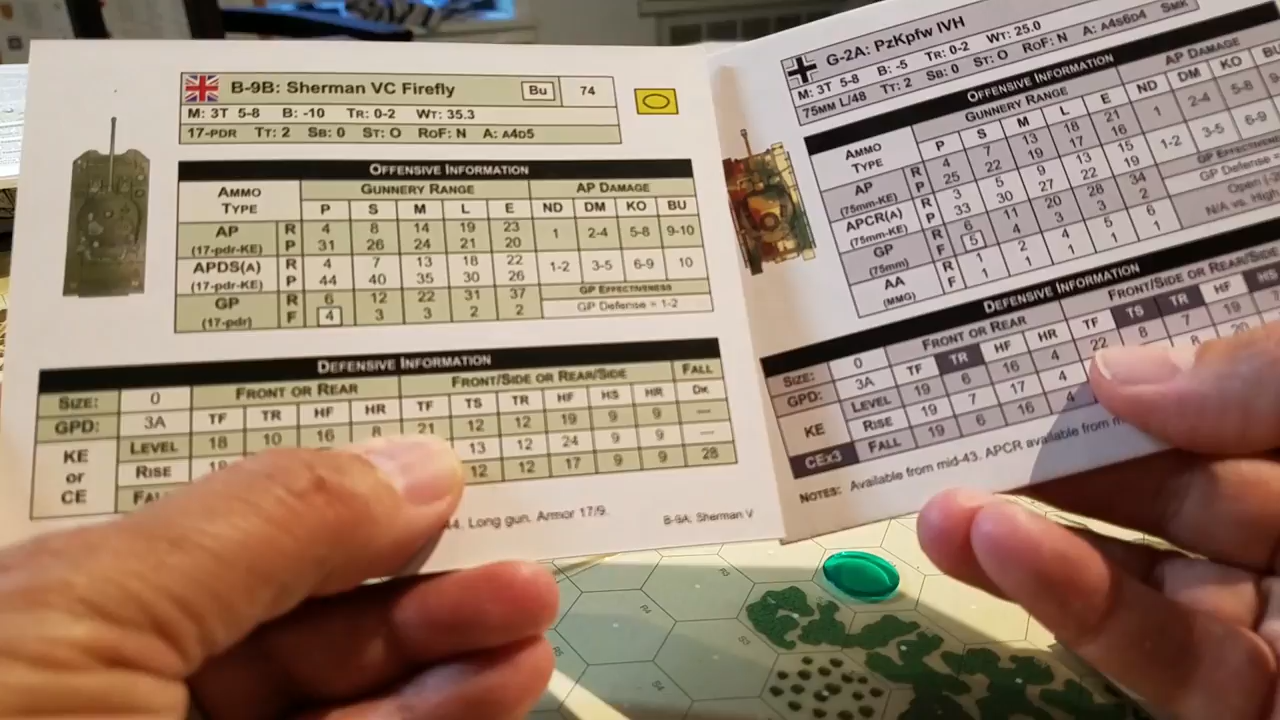 B-9B: Sherman VC Firefly Bu 74
M: 3T 5-8 B: -10 TR: 0-2 WT: 35.3
17-PDR TT: 2 SB: 0 ST: O ROF: N A: A4D5
OFFENSIVE INFORMATION
AMMO TYPE GUNNERY RANGE AP DAMAGE
P S M L E ND DM KO BU
AP R 4 8 14 19 23 1 2-4 5-8 9-10
(17-pdr-KE) P 31 26 24 21 20
APDS(A) R 4 7 13 18 22 1-2 3-5 6-9 10
(17-pdr-KE) P 44 40 35 30 26
GP R 6 12 22 31 37 GP EFFECTIVENESS
(17-pdr) F 4 3 3 2 2 GP Defense = 1-2
DEFENSIVE INFORMATION
SIZE: 0 FRONT OR REAR FRONT/SIDE OR REAR/SIDE FALL
GPD: 3A TF TR HF HR TF TS TR HF HS HR DK
KE or CE LEVEL 18 10 16 8 21 12 12 19 9 9 —
RISE 13 12 24 9 9 —
12 12 17 9 9 28
44. Long gun. Armor 17/9.
B-9A: Sherman V
G-2A: PzKpfw IVH
M: 3T 5-8 B: -5 TR: 0-2 WT: 25.0
75MM L/48 TT: 2 SB: 0 ST: O ROF: N A: A4S6D4 SMK
OFFENSIVE INFORMATION
AMMO TYPE GUNNERY RANGE AP DAMAGE
P S M L E ND DM KO BU
AP R 4 7 13 18 21 1 2-4 5-8
(75mm-KE) P 25 22 19 17 16
APCR(A) R 3 5 9 13 15 1-2 3-5 6-9
(75mm-KE) P 33 30 27 22 19
GP R 6 11 20 28 34
(75mm) F 5 4 3 3 2
AA R 1 2 4 5 6
(MMG) F 1 1 1 1 1
GP Defense =
N/A vs.
DEFENSIVE INFORMATION
SIZE: 0 FRONT OR REAR FRONT/SIDE OR REAR/SIDE
GPD: 3A TF TR HF HR TF TS TR HF
KE LEVEL 19 6 16 4 22 8 7 19
RISE 19 7 17 4
CEx3 FALL 19 6 16 4
NOTES: Available from mid-43. APCR available from
R5
R4
R5
S3
S4